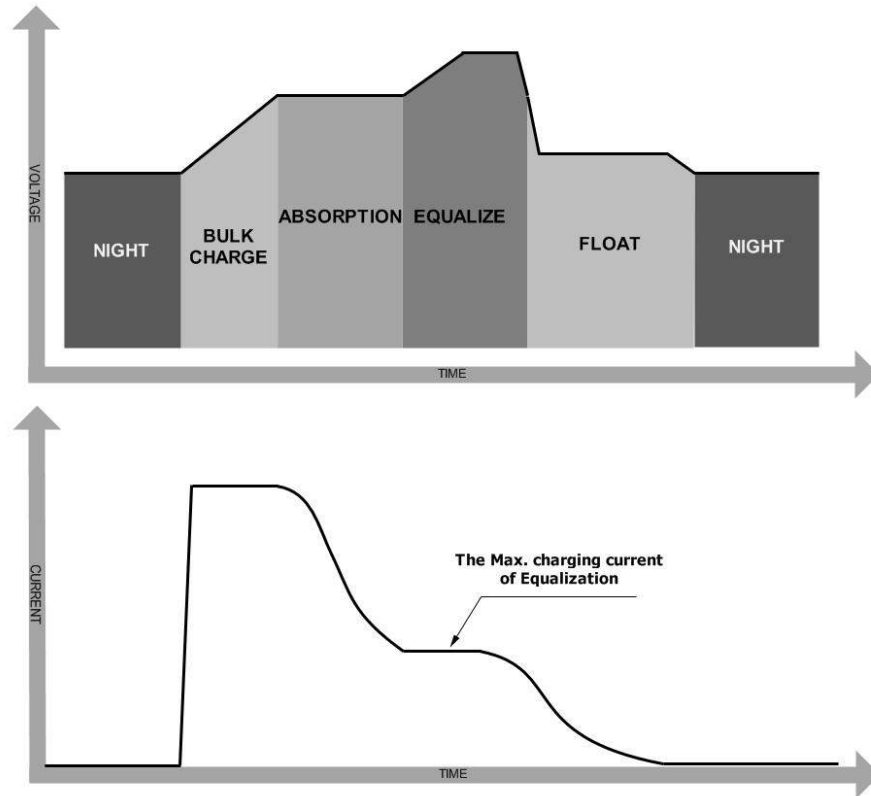 VOLTAGE
NIGHT
BULK
CHARGE
ABSORPTION
EQUALIZE
FLOAT
NIGHT
TIME
CURRENT
The Max. charging current
of Equalization
TIME